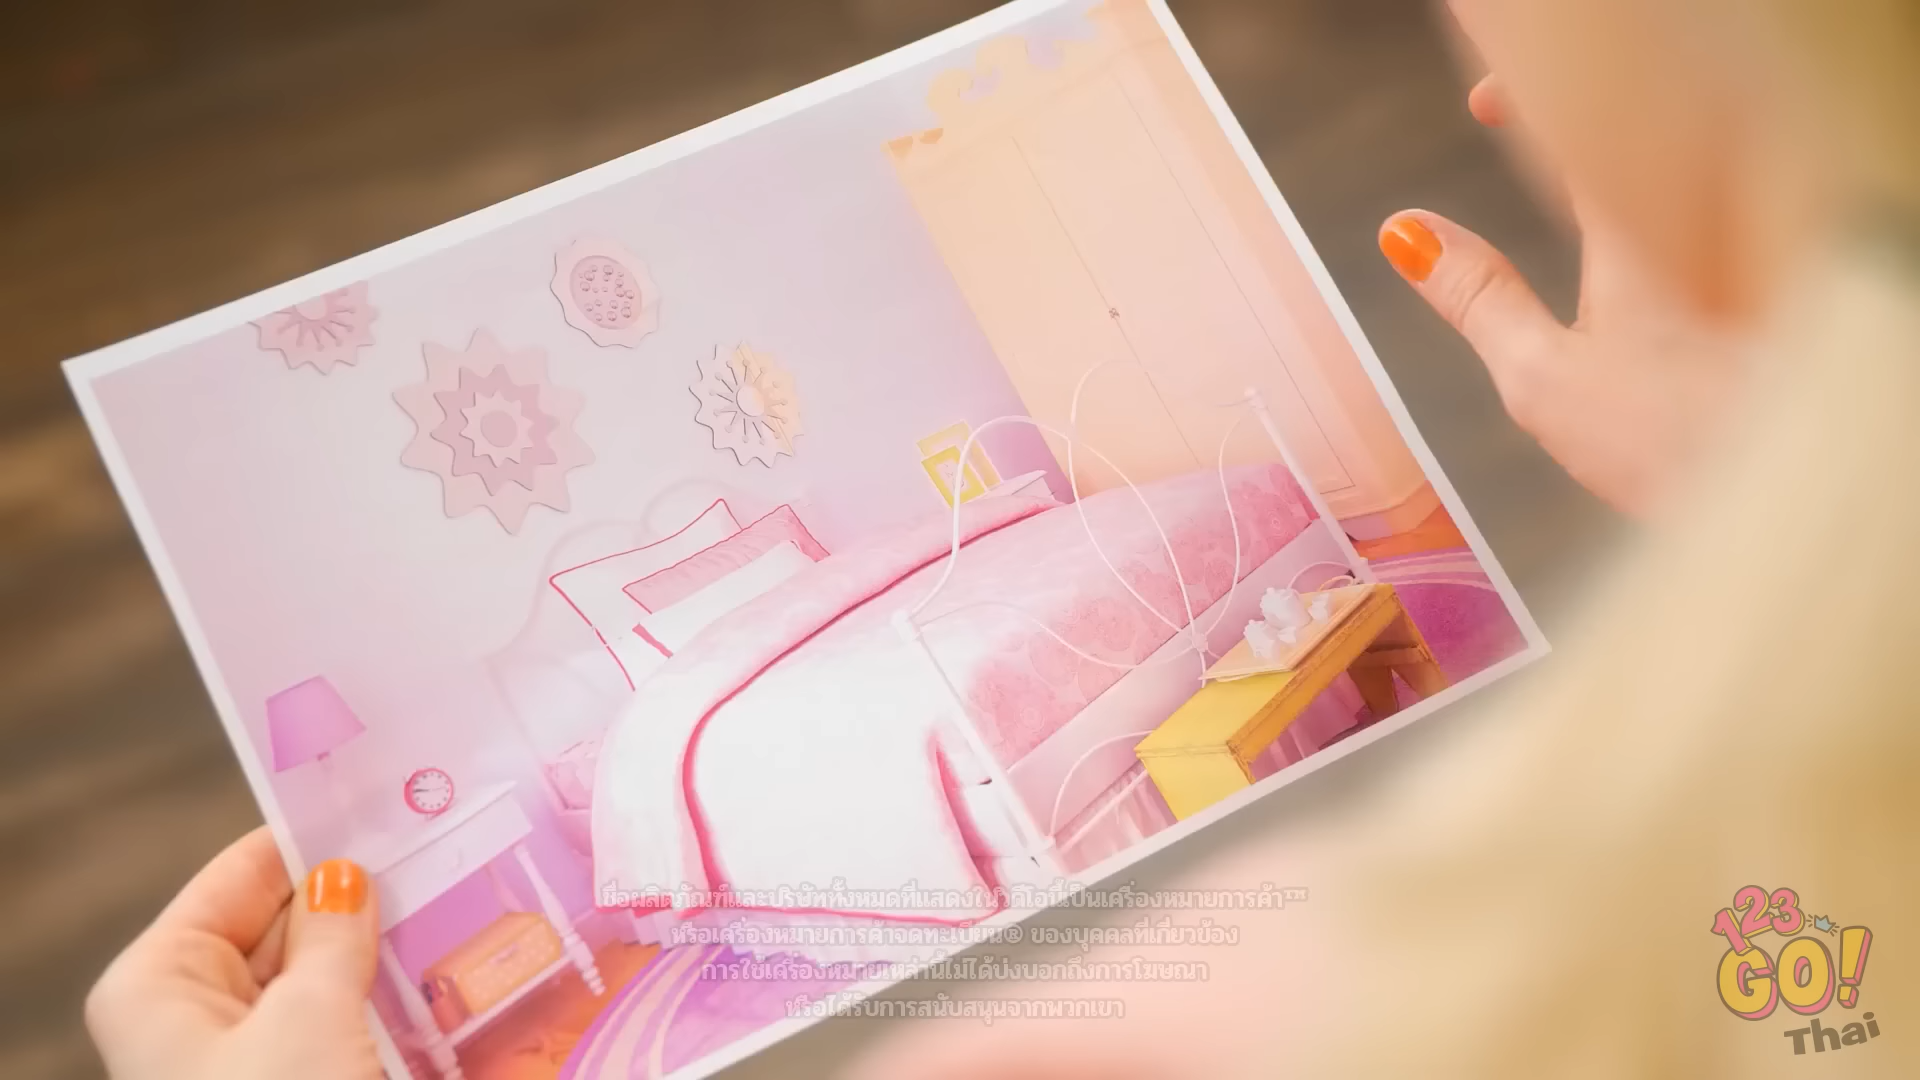 ชื่อผลิตภัณฑ์และบริษัททั้งหมดที่แสดงในวิดีโอนี้เป็นเครื่องหมายการค้า™
หรือเครื่องหมายการค้าจดทะเบียน® ของบุคคลที่เกี่ยวข้อง
การใช้เครื่องหมายเหล่านี้ไม่ได้บ่งบอกถึงการโฆษณา
หรือได้รับการสนับสนุนจากพวกเขา
123
GO!
Thai